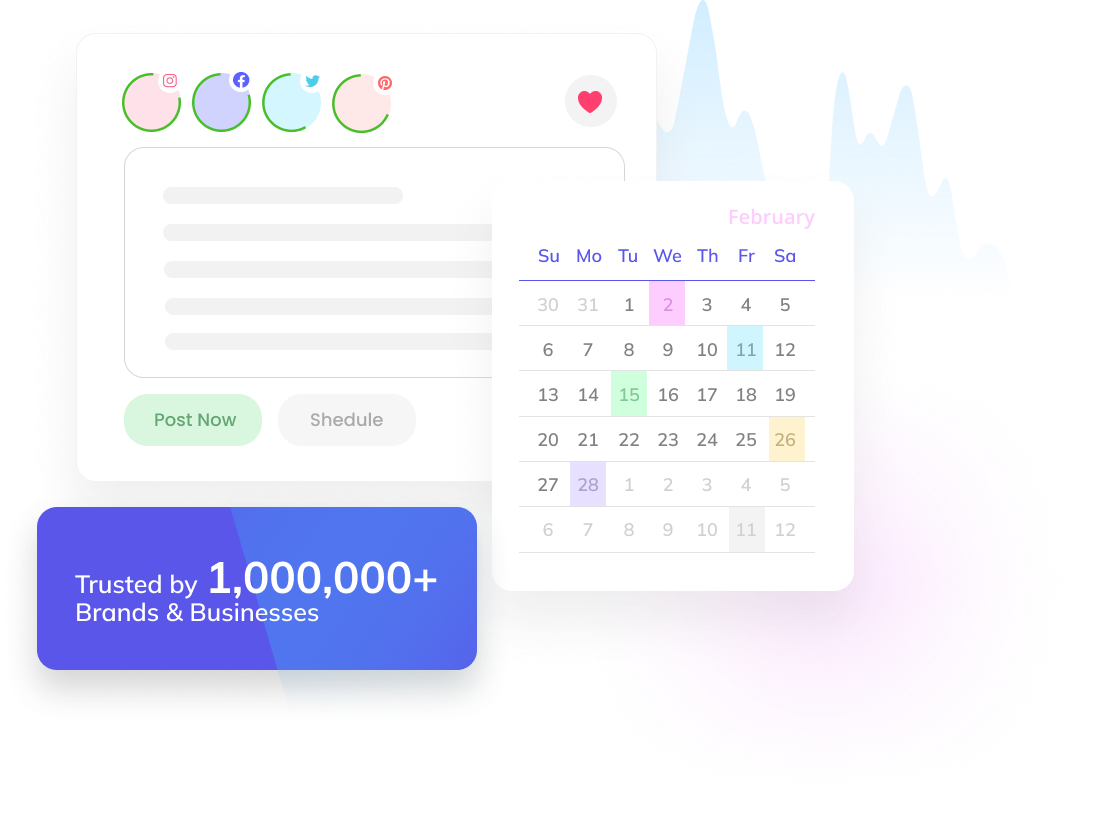 February
Su Mo Tu We Th Fr Sa
30 31 1 2 3 4 5
6 7 8 9 10 11 12
13 14 15 16 17 18 19
20 21 22 23 24 25 26
27 28 1 2 3 4 5
6 7 8 9 10 11 12
Post Now Shedule
Trusted by 1,000,000+
Brands & Businesses